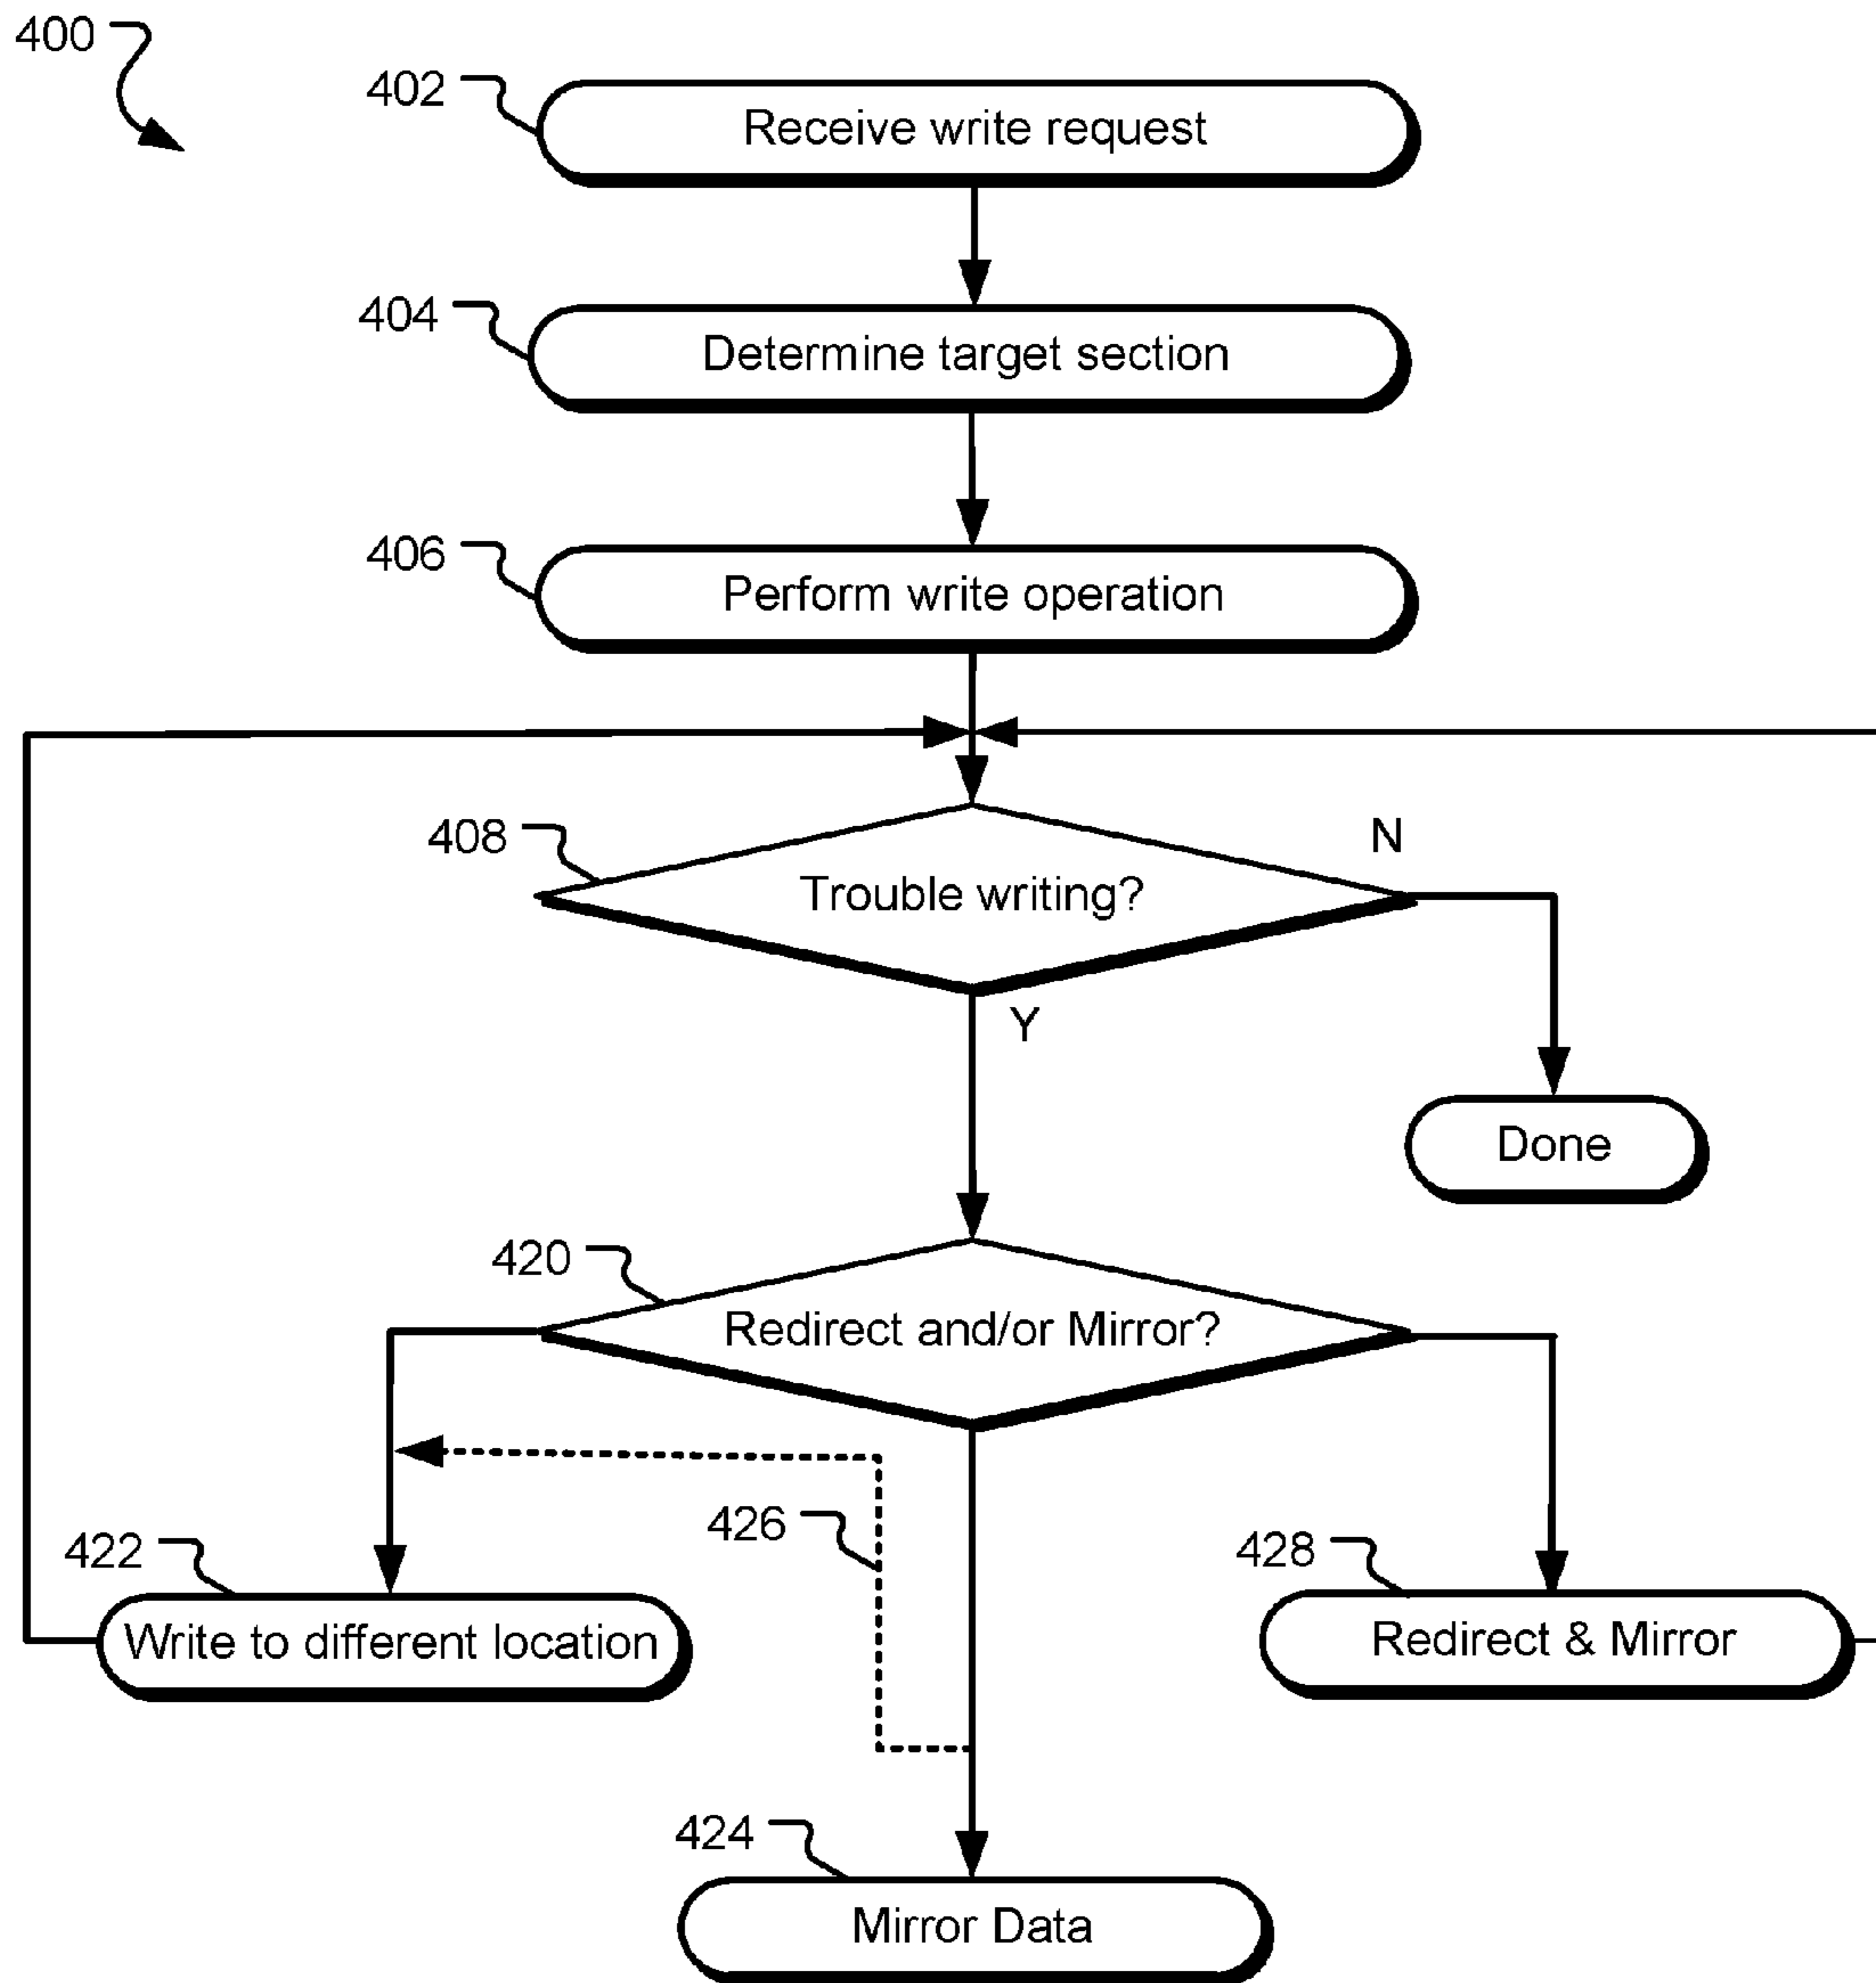 400
402
Receive write request
404
Determine target section
406
Perform write operation
408
Trouble writing?
N
Y
Done
420
Redirect and/or Mirror?
422
Write to different location
426
428
Redirect & Mirror
424
Mirror Data